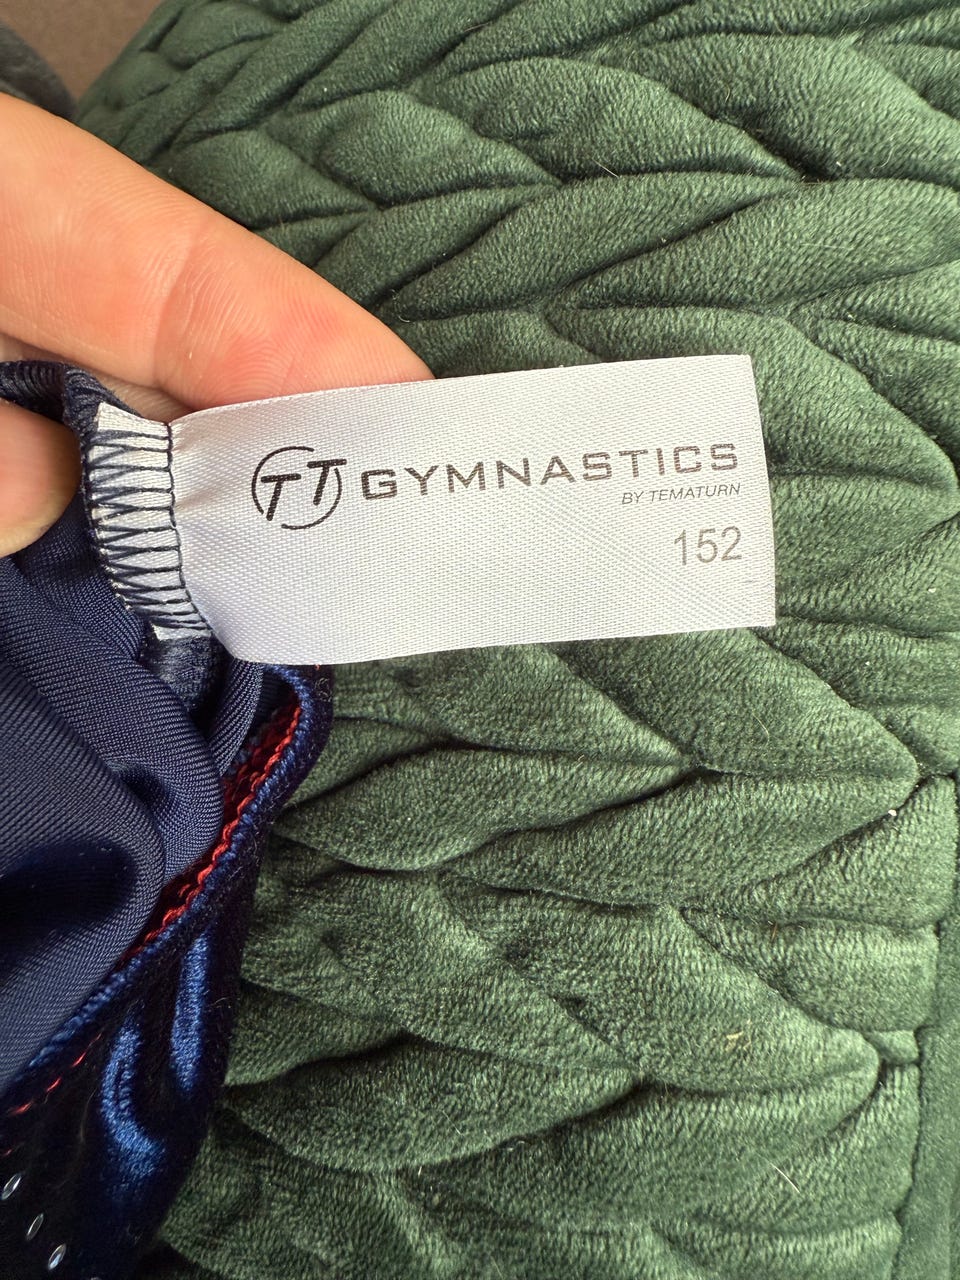 TT GYMNASTICS
BY TEMATURN
152